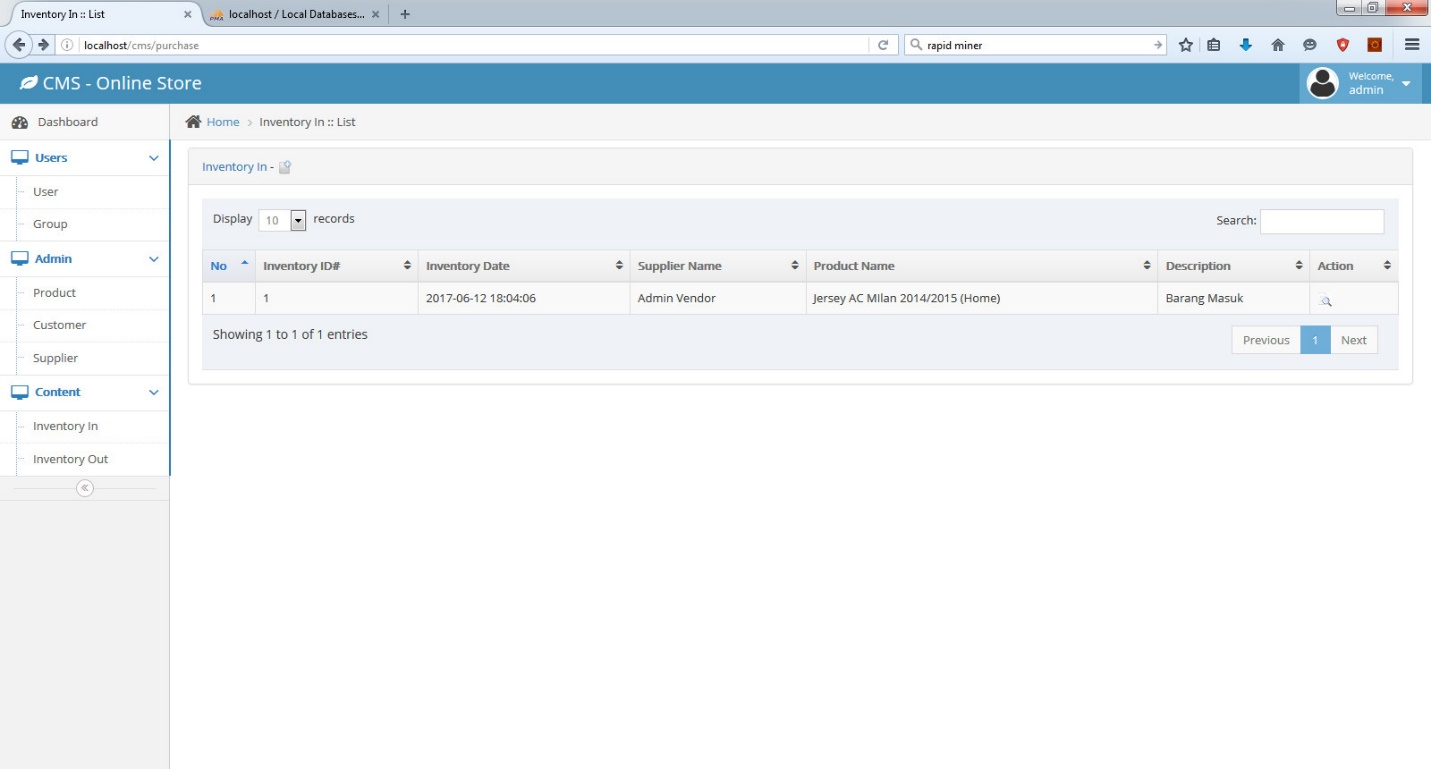 Inventory In :: List
localhost / Local Databases...
localhost/cms/purchase
rapid miner
CMS - Online Store
Welcome,
admin
Dashboard
Home > Inventory In :: List
Users
User
Group
Admin
Product
Customer
Supplier
Content
Inventory In
Inventory Out
Inventory In -
Display 10 records
Search:
No Inventory ID# Inventory Date Supplier Name Product Name Description Action
1 1 2017-06-12 18:04:06 Admin Vendor Jersey AC MIlan 2014/2015 (Home) Barang Masuk
Showing 1 to 1 of 1 entries
Previous 1 Next